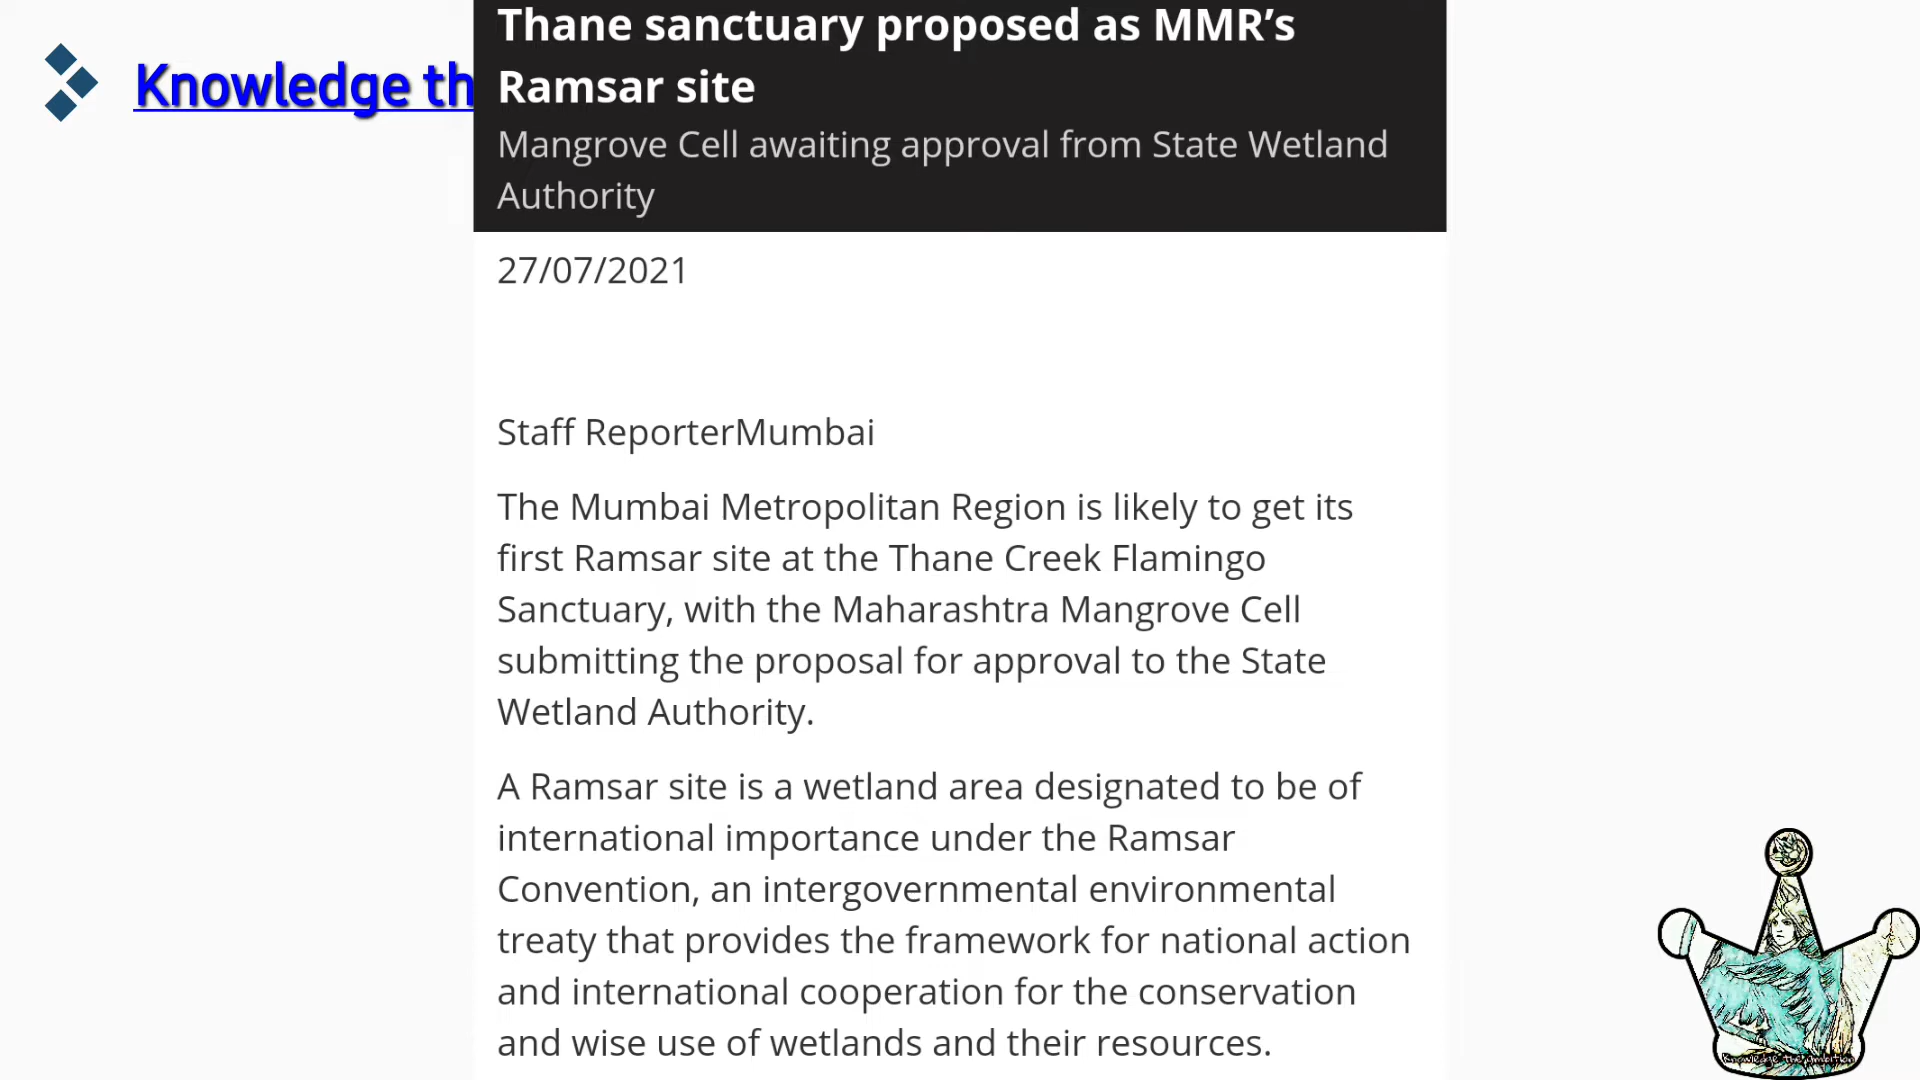 Thane sanctuary proposed as MMR’s
Ramsar site
Knowledge th
Mangrove Cell awaiting approval from State Wetland
Authority
27/07/2021
Staff ReporterMumbai
The Mumbai Metropolitan Region is likely to get its
first Ramsar site at the Thane Creek Flamingo
Sanctuary, with the Maharashtra Mangrove Cell
submitting the proposal for approval to the State
Wetland Authority.
A Ramsar site is a wetland area designated to be of
international importance under the Ramsar
Convention, an intergovernmental environmental
treaty that provides the framework for national action
and international cooperation for the conservation
and wise use of wetlands and their resources.
Knowledge the ambition